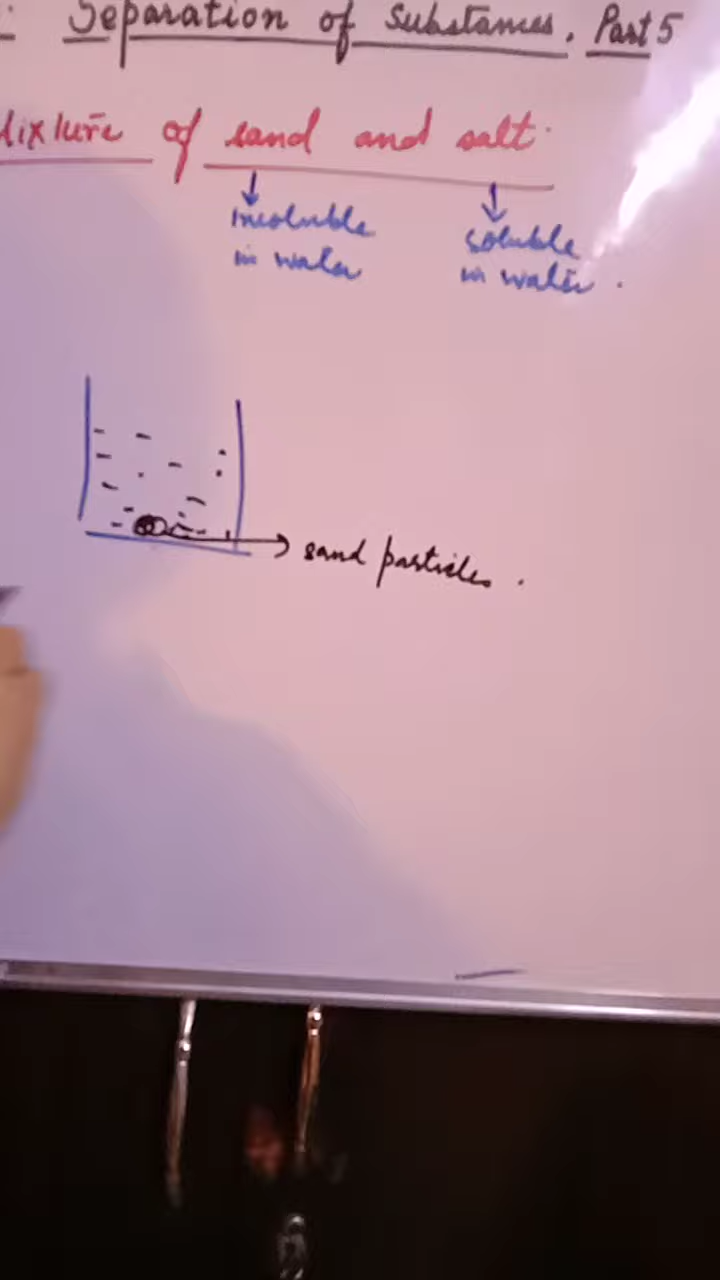 : Separation of Substances. Part 5
Mixture of sand and salt.
insoluble
in water
soluble
in water.
sand particles.